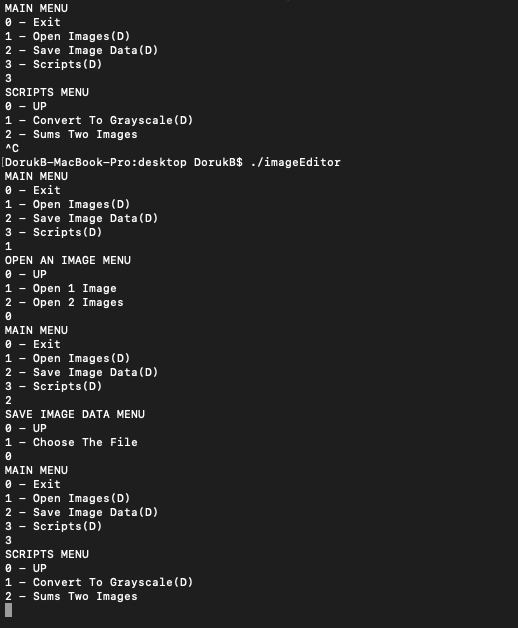 MAIN MENU
0 - Exit
1 - Open Images(D)
2 - Save Image Data(D)
3 - Scripts(D)
3
SCRIPTS MENU
0 - UP
1 - Convert To Grayscale(D)
2 - Sums Two Images
^C
[DorukB-MacBook-Pro:desktop DorukB$ ./imageEditor
MAIN MENU
0 - Exit
1 - Open Images(D)
2 - Save Image Data(D)
3 - Scripts(D)
1
OPEN AN IMAGE MENU
0 - UP
1 - Open 1 Image
2 - Open 2 Images
0
MAIN MENU
0 - Exit
1 - Open Images(D)
2 - Save Image Data(D)
3 - Scripts(D)
2
SAVE IMAGE DATA MENU
0 - UP
1 - Choose The File
0
MAIN MENU
0 - Exit
1 - Open Images(D)
2 - Save Image Data(D)
3 - Scripts(D)
3
SCRIPTS MENU
0 - UP
1 - Convert To Grayscale(D)
2 - Sums Two Images